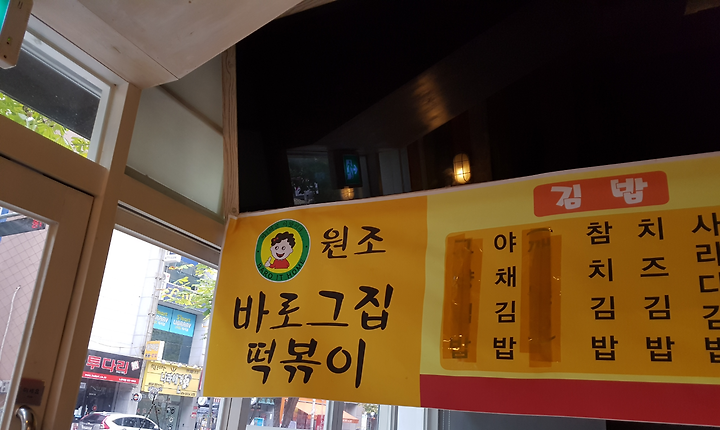 원조
바로그집
떡볶이
김밥
야채김밥
참치김밥
치즈김밥
투다리